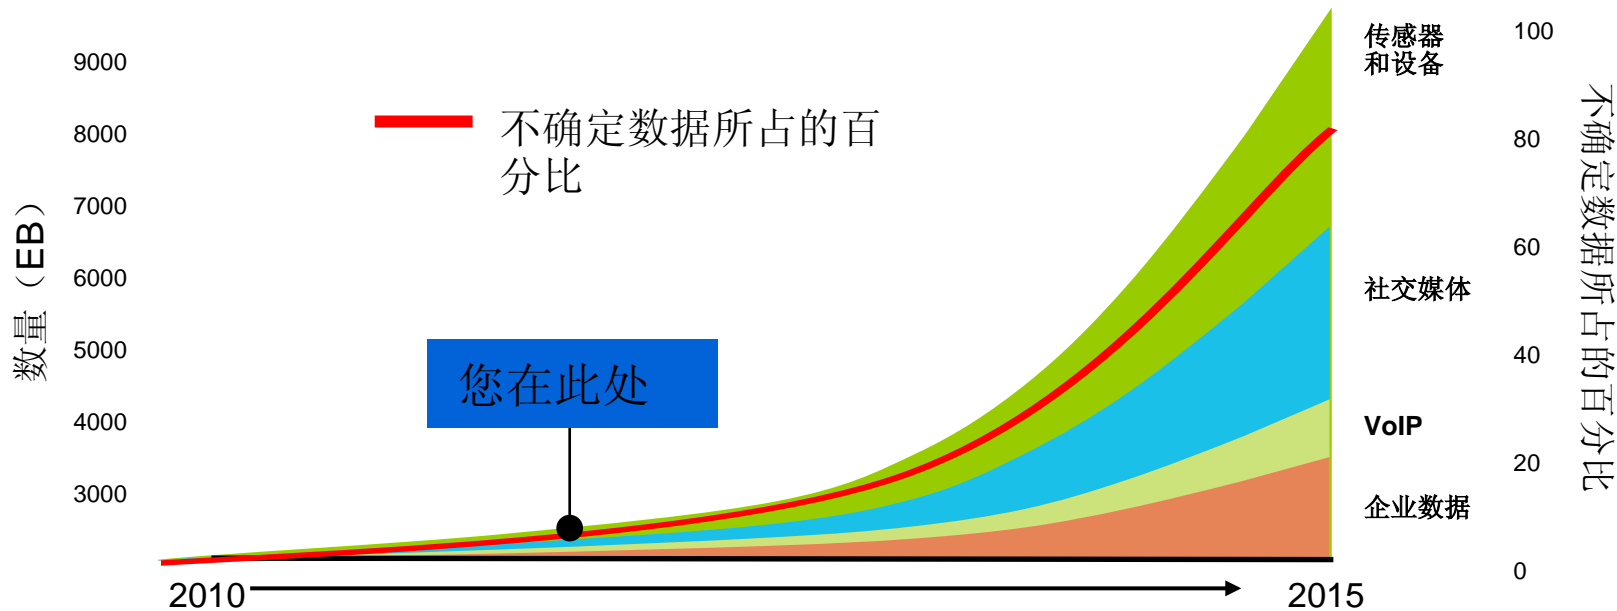 9000
8000
7000
6000
5000
4000
3000
数量（EB）
不确定数据所占的百
分比
您在此处
2010
2015
传感器
和设备
社交媒体
VoIP
企业数据
100
80
60
40
20
0
不确定数据所占的百分比